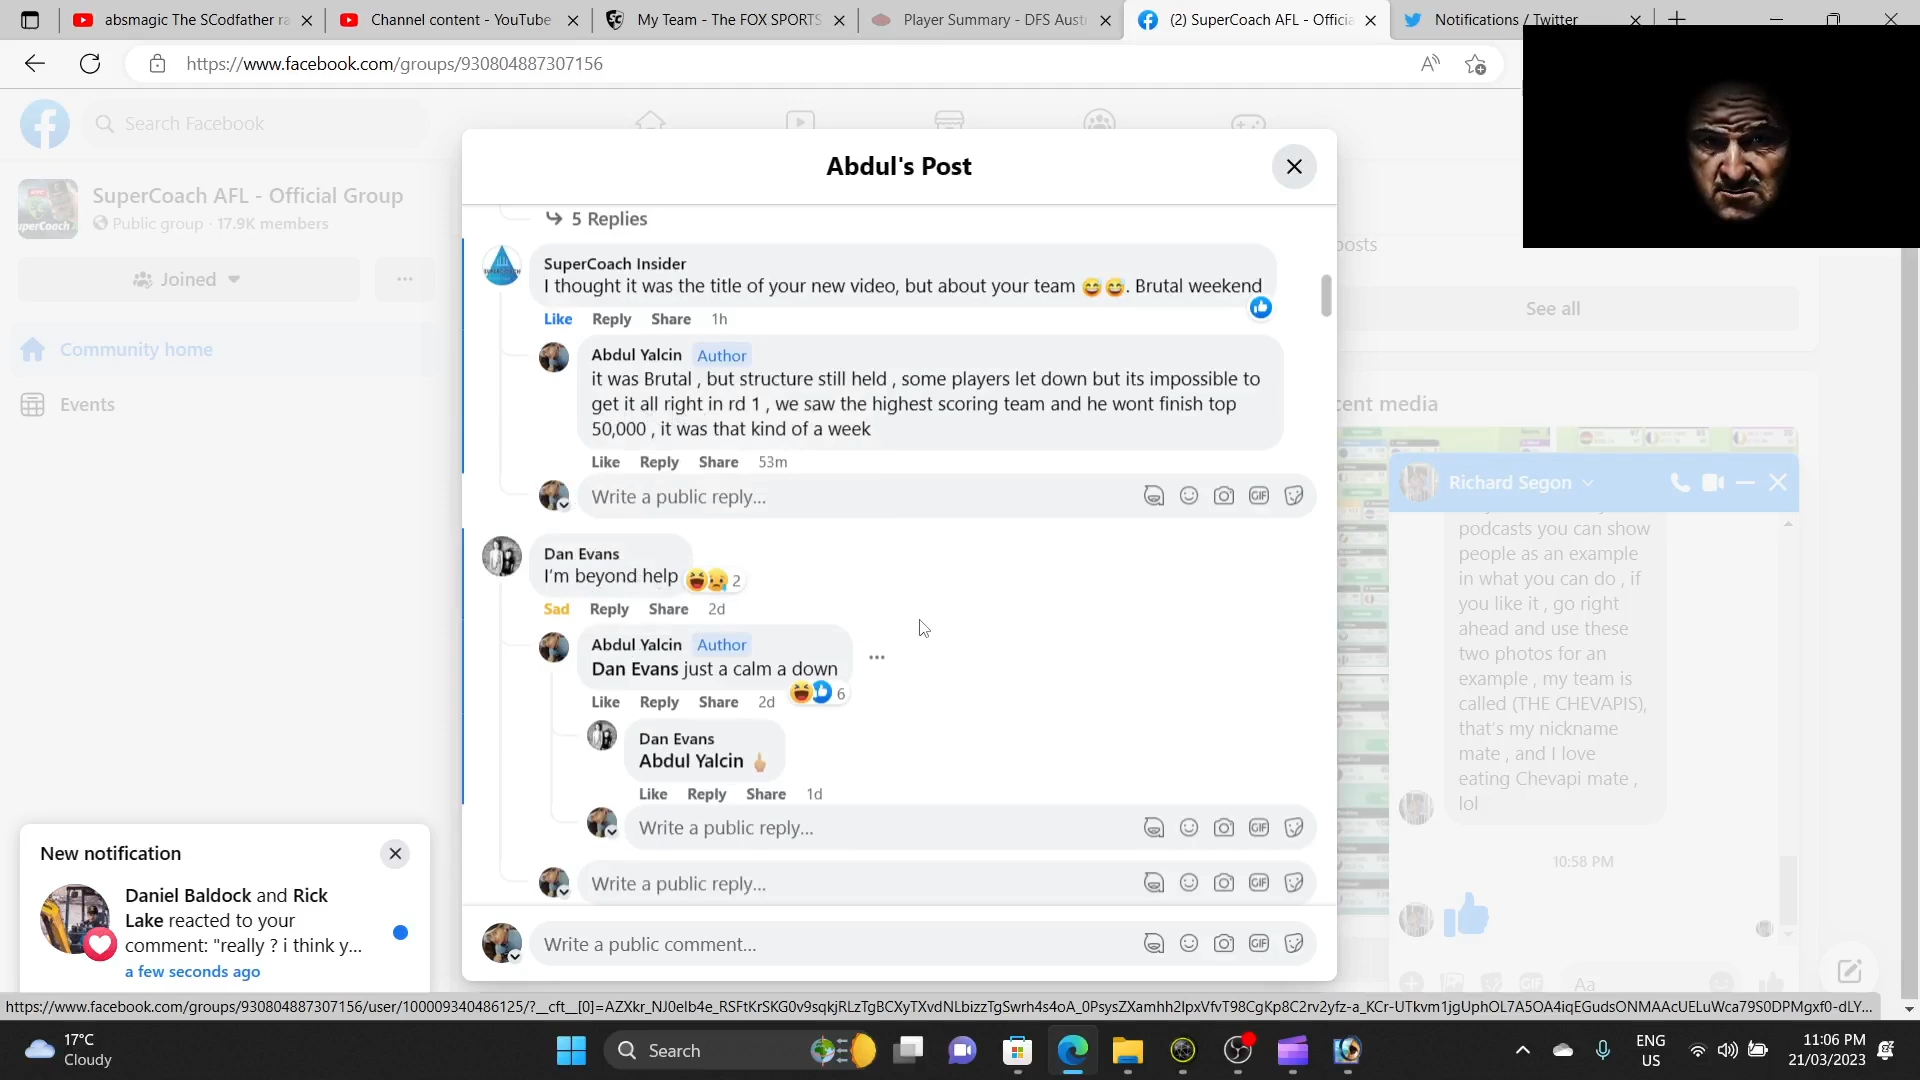 absmagic The SCodfather ra
Channel content - YouTube
My Team - The FOX SPORTS
Player Summary - DFS Aust
(2) SuperCoach AFL - Officia
Notifications / Twitter
https://www.facebook.com/groups/930804887307156
Search Facebook
SuperCoach AFL - Official Group
Public group · 17.9K members
Joined
Community home
Events
Abdul's Post
5 Replies
SuperCoach Insider
I thought it was the title of your new video, but about your team 😅😅. Brutal weekend
Like Reply Share 1h
Abdul Yalcin Author
it was Brutal , but structure still held , some players let down but its impossible to
get it all right in rd 1 , we saw the highest scoring team and he wont finish top
50,000 , it was that kind of a week
Like Reply Share 53m
Write a public reply...
GIF
Dan Evans
I'm beyond help
2
Sad Reply Share 2d
Abdul Yalcin Author
Dan Evans just a calm a down
6
Like Reply Share 2d
Dan Evans
Abdul Yalcin 🖕🏼
Like Reply Share 1d
Write a public reply...
GIF
Write a public reply...
GIF
Write a public comment...
GIF
posts
See all
cent media
Richard Segon
podcasts you can show
people as an example
in what you can do , if
you like it , go right
ahead and use these
two photos for an
example , my team is
called (THE CHEVAPIS),
that's my nickname
mate , and I love
eating Chevapi mate ,
lol
10:58 PM
Aa
New notification
Daniel Baldock and Rick
Lake reacted to your
comment: "really ? i think y...
a few seconds ago
17°C
Cloudy
Search
ENG
US
11:06 PM
21/03/2023